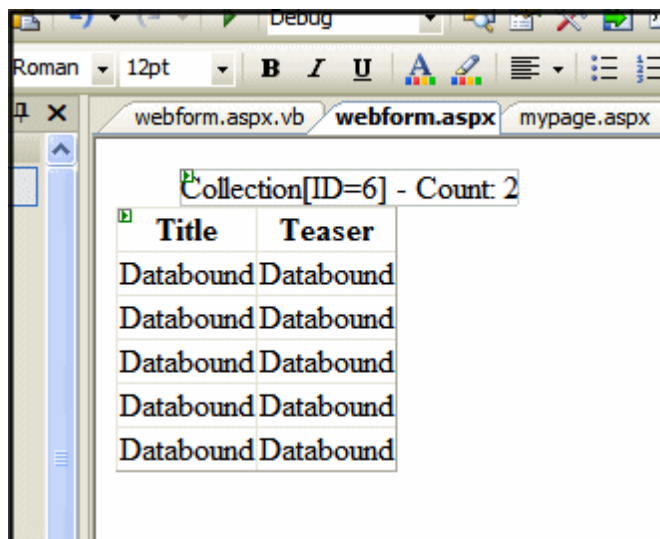 Debug
Roman 12pt B I U A
webform.aspx.vb webform.aspx mypage.aspx
Collection[ID=6] - Count: 2
Title Teaser
Databound Databound
Databound Databound
Databound Databound
Databound Databound
Databound Databound